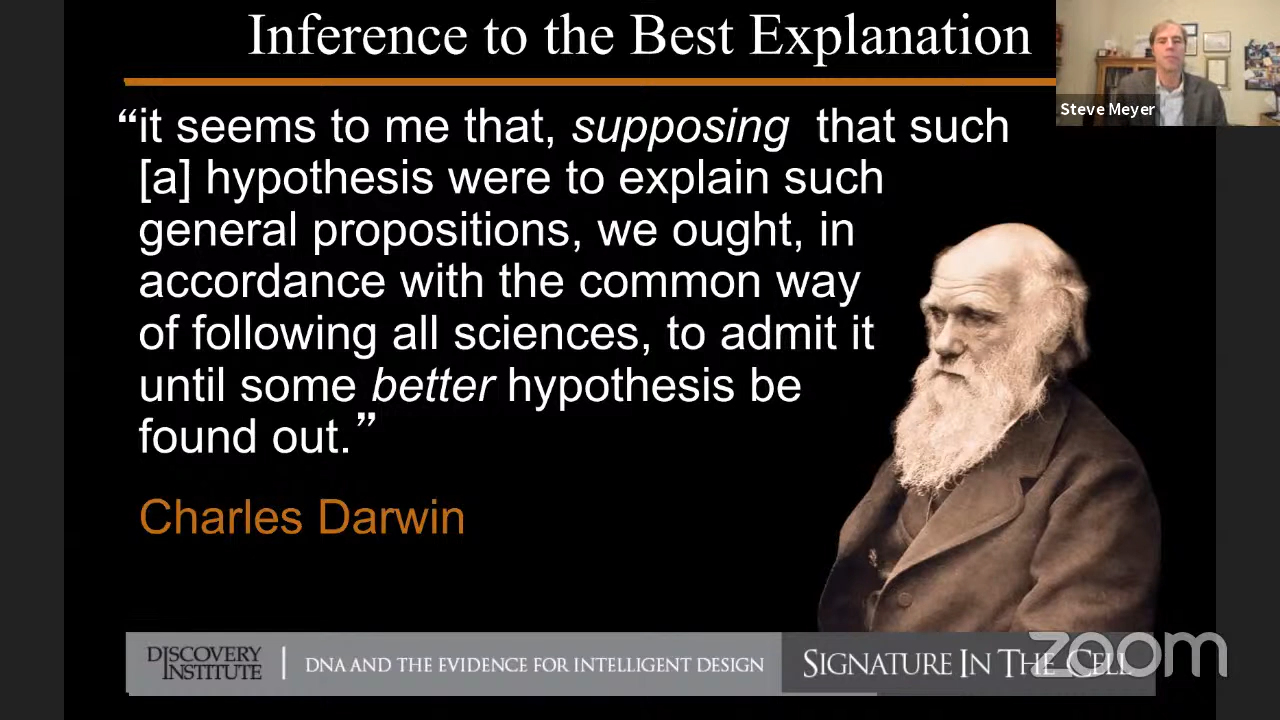 Inference to the Best Explanation
Steve Meyer
“it seems to me that, supposing that such
[a] hypothesis were to explain such
general propositions, we ought, in
accordance with the common way
of following all sciences, to admit it
until some better hypothesis be
found out.”
Charles Darwin
DISCOVERY
INSTITUTE
DNA AND THE EVIDENCE FOR INTELLIGENT DESIGN
SIGNATURE IN THE CELL
zoom